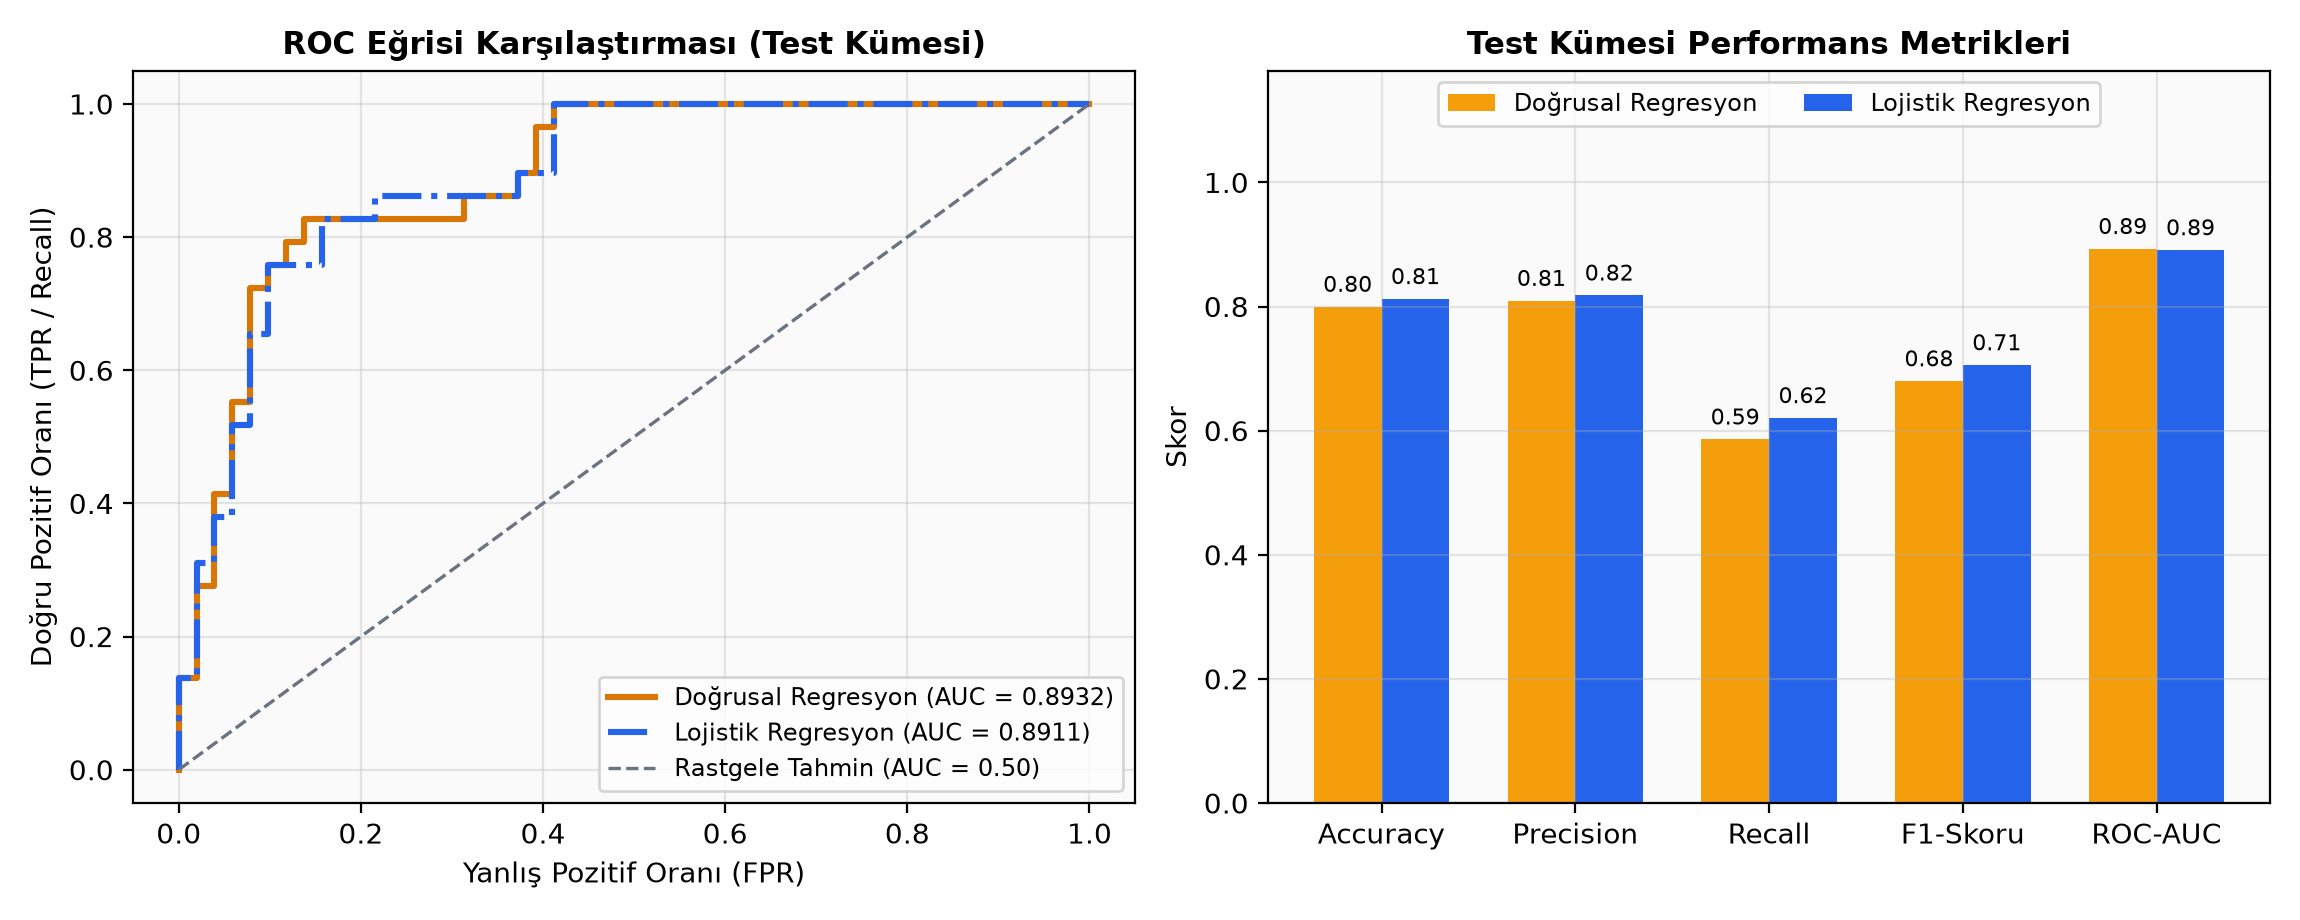 ROC Eğrisi Karşılaştırması (Test Kümesi)
Doğru Pozitif Oranı (TPR / Recall)
1.0
0.8
0.6
0.4
0.2
0.0
Doğrusal Regresyon (AUC = 0.8932)
Lojistik Regresyon (AUC = 0.8911)
Rastgele Tahmin (AUC = 0.50)
0.0 0.2 0.4 0.6 0.8 1.0
Yanlış Pozitif Oranı (FPR)
Test Kümesi Performans Metrikleri
Doğrusal Regresyon Lojistik Regresyon
Skor
1.0
0.8
0.6
0.4
0.2
0.0
0.80 0.81 0.81 0.82 0.59 0.62 0.68 0.71 0.89 0.89
Accuracy Precision Recall F1-Skoru ROC-AUC